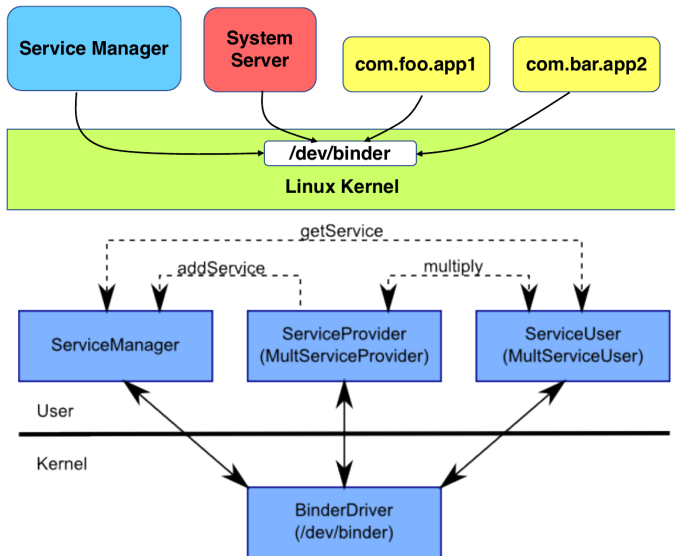 Service Manager
System
Server
com.foo.app1
com.bar.app2
/dev/binder
Linux Kernel
getService
addService
multiply
ServiceManager
ServiceProvider
(MultServiceProvider)
ServiceUser
(MultServiceUser)
User
Kernel
BinderDriver
(/dev/binder)